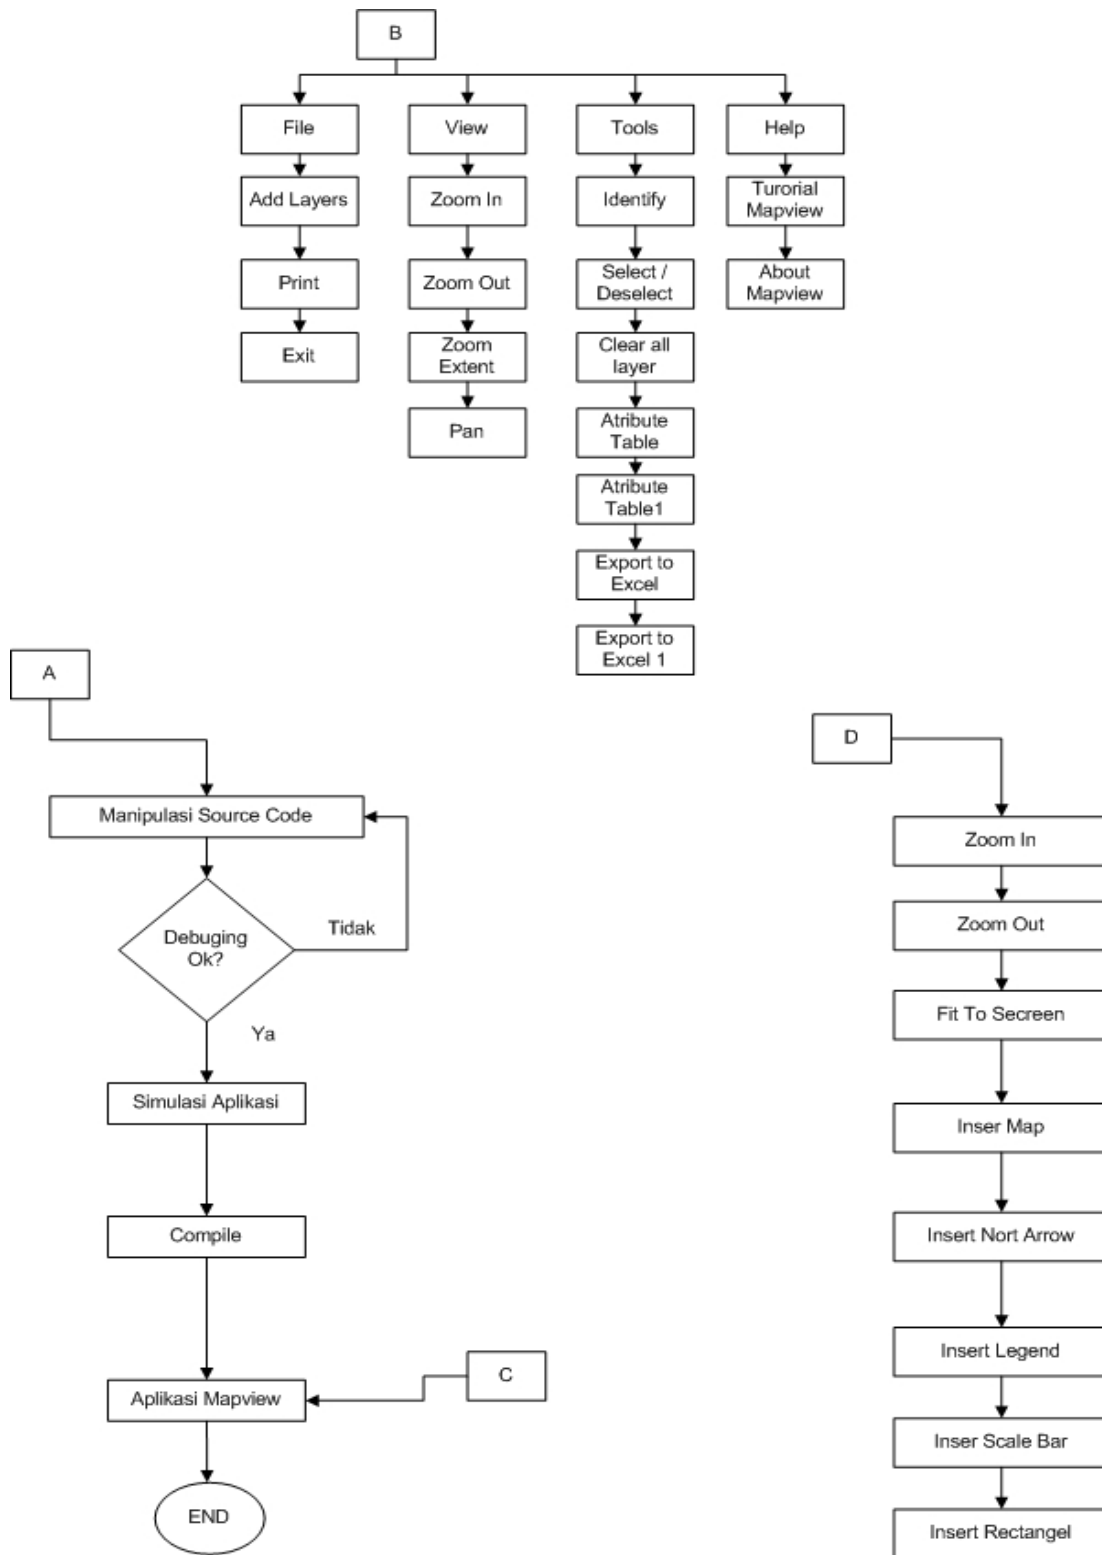 B
File
View
Tools
Help
Add Layers
Zoom In
Identify
Turorial
Mapview
Print
Zoom Out
Select /
Deselect
About
Mapview
Exit
Zoom
Extent
Clear all
layer
Pan
Atribute
Table
Atribute
Table1
Export to
Excel
Export to
Excel 1
A
Manipulasi Source Code
Debuging
Ok?
Tidak
Ya
Simulasi Aplikasi
Compile
Aplikasi Mapview
C
END
D
Zoom In
Zoom Out
Fit To Secreen
Inser Map
Insert Nort Arrow
Insert Legend
Inser Scale Bar
Insert Rectangel